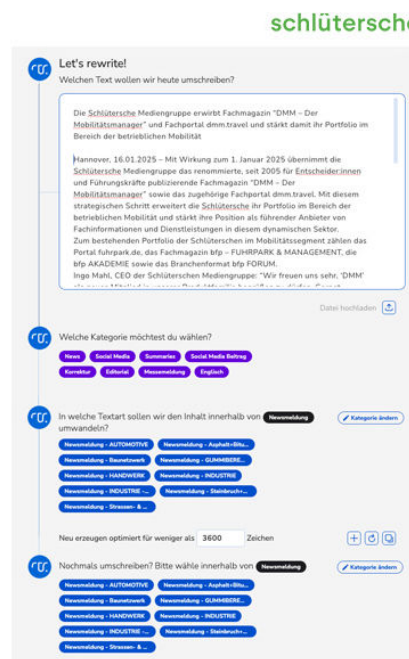 schlütersche
Let's rewrite!
Welchen Text wollen wir heute umschreiben?
Die Schlütersche Mediengruppe erwirbt Fachmagazin "DMM – Der
Mobilitätsmanager" und Fachportal dmm.travel und stärkt damit ihr Portfolio im
Bereich der betrieblichen Mobilität
Hannover, 16.01.2025 – Mit Wirkung zum 1. Januar 2025 übernimmt die
Schlütersche Mediengruppe das renommierte, seit 2005 für Entscheider:innen
und Führungskräfte publizierende Fachmagazin "DMM – Der
Mobilitätsmanager" sowie das zugehörige Fachportal dmm.travel. Mit diesem
strategischen Schritt erweitert die Schlütersche ihr Portfolio im Bereich der
betrieblichen Mobilität und stärkt ihre Position als führender Anbieter von
Fachinformationen und Dienstleistungen in diesem dynamischen Sektor.
Zum bestehenden Portfolio der Schlüterschen im Mobilitätssegment zählen das
Portal fuhrpark.de, das Fachmagazin bfp – FUHRPARK & MANAGEMENT, die
bfp AKADEMIE sowie das Branchenformat bfp FORUM.
Ingo Mahl, CEO der Schlüterschen Mediengruppe: "Wir freuen uns sehr, 'DMM'
Datei hochladen
Welche Kategorie möchtest du wählen?
News Social Media Summaries Social Media Beitrag
Korrektur Editorial Messemeldung Englisch
In welche Textart sollen wir den Inhalt innerhalb von Newsmeldung Kategorie ändern
umwandeln?
Newsmeldung - AUTOMOTIVE Newsmeldung - Asphalt+Bitu...
Newsmeldung - Baunetzwerk Newsmeldung - GUMMIBERE...
Newsmeldung - HANDWERK Newsmeldung - INDUSTRIE
Newsmeldung - INDUSTRIE -... Newsmeldung - Steinbruch+...
Newsmeldung - Strassen- & ...
Neu erzeugen optimiert für weniger als 3600 Zeichen
Nochmals umschreiben? Bitte wähle innerhalb von Newsmeldung Kategorie ändern
Newsmeldung - AUTOMOTIVE Newsmeldung - Asphalt+Bitu...
Newsmeldung - Baunetzwerk Newsmeldung - GUMMIBERE...
Newsmeldung - HANDWERK Newsmeldung - INDUSTRIE
Newsmeldung - INDUSTRIE -... Newsmeldung - Steinbruch+...
Newsmeldung - Strassen- & ...